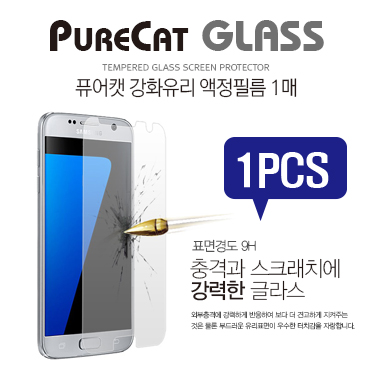 PURECAT GLASS
TEMPERED GLASS SCREEN PROTECTOR
퓨어캣 강화유리 액정필름 1매
1PCS
SAMSUNG
표면경도 9H
충격과 스크래치에
강력한 글라스
외부충격에 강력하게 반응하여 보다 더 견고하게 지켜주는
것은 물론 부드러운 유리표면이 우수한 터치감을 자랑합니다.